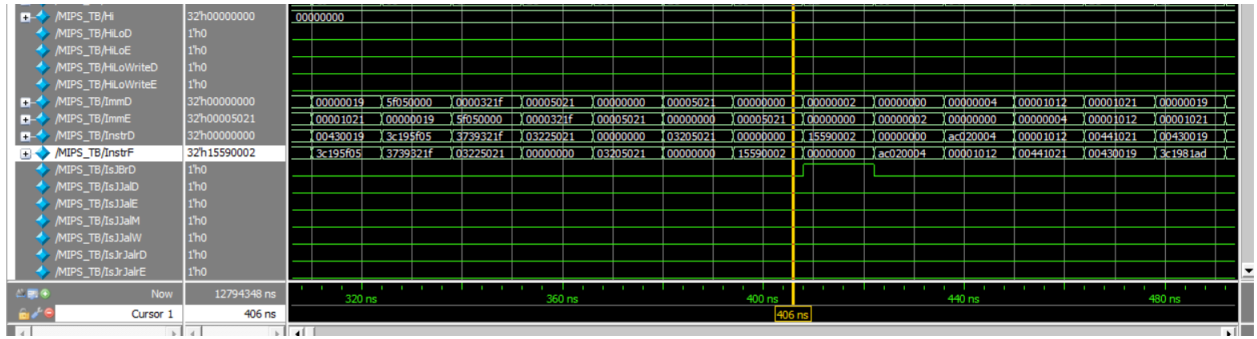 /MIPS_TB/Hi 32'h00000000 00000000
/MIPS_TB/HiLoD 1'h0
/MIPS_TB/HiLoE 1'h0
/MIPS_TB/HiLoWriteD 1'h0
/MIPS_TB/HiLoWriteE 1'h0
/MIPS_TB/ImmD 32'h00000000 00000019 5f050000 0000321f 00005021 00000000 00005021 00000000 00000002 00000000 00000004 00001012 00001021 00000019
/MIPS_TB/ImmE 32'h00005021 00001021 00000019 5f050000 0000321f 00005021 00000000 00005021 00000000 00000002 00000000 00000004 00001012 00001021
/MIPS_TB/InstrD 32'h00000000 00430019 3c195f05 3739321f 03225021 00000000 03205021 00000000 15590002 00000000 ac020004 00001012 00441021 00430019
/MIPS_TB/InstrF 32'h15590002 3c195f05 3739321f 03225021 00000000 03205021 00000000 15590002 00000000 ac020004 00001012 00441021 00430019 3c1981ad
/MIPS_TB/IsJBrD 1'h0
/MIPS_TB/IsJJalD 1'h0
/MIPS_TB/IsJJalE 1'h0
/MIPS_TB/IsJJalM 1'h0
/MIPS_TB/IsJJalW 1'h0
/MIPS_TB/IsJrJalrD 1'h0
/MIPS_TB/IsJrJalrE 1'h0
Now 12794348 ns 320 ns 360 ns 400 ns 440 ns 480 ns
Cursor 1 406 ns 406 ns